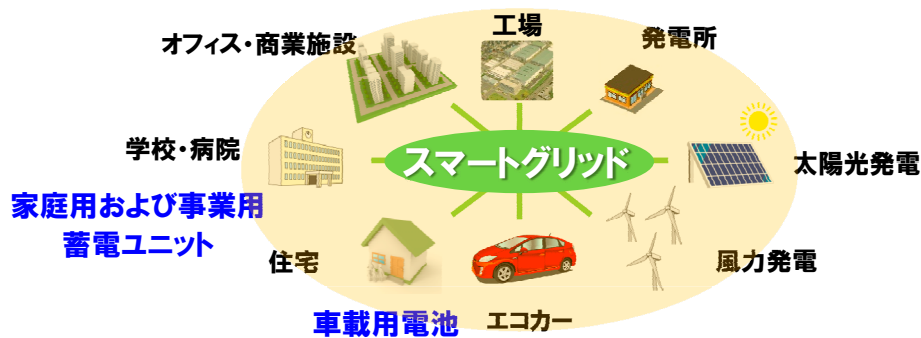 工場
オフィス・商業施設
発電所
学校・病院
スマートグリッド
太陽光発電
家庭用および事業用
蓄電ユニット
住宅
風力発電
車載用電池
エコカー